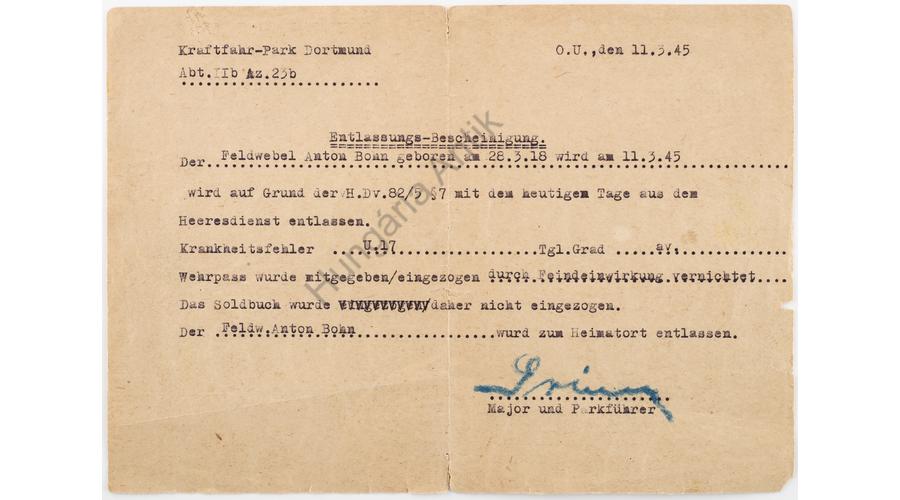 Kraftfahr-Park Dortmund O.U.,den 11.3.45
Abt.IIb Az.23b
Entlassungs-Bescheinigung.
Der Feldwebel Anton Bohn geboren am 28.3.18 wird am 11.3.45
wird auf Grund der H.Dv.82/5 §7 mit dem heutigen Tage aus dem
Heeresdienst entlassen.
Krankheitsfehler U.17 Tgl.Grad av.
Wehrpass wurde mitgegeben/eingezogen durch Feindeinwirkung vernichtet
Das Soldbuch wurde daher nicht eingezogen.
Der Feldw.Anton Bohn wurd zum Heimatort entlassen.
Major und Parkführer
Hungária Antik